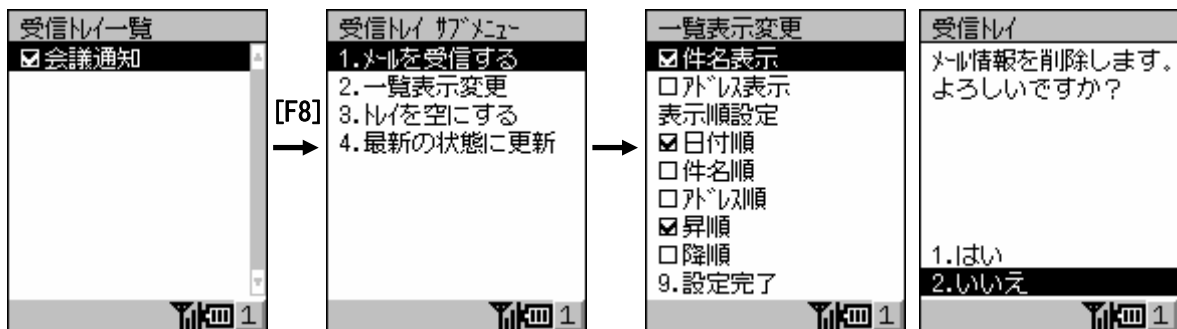 受信ﾄﾚｲ一覧
☑会議通知
1
[F8]
受信ﾄﾚｲ ｻﾌﾞﾒﾆｭｰ
1.ﾒｰﾙを受信する
2.一覧表示変更
3.ﾄﾚｲを空にする
4.最新の状態に更新
1
一覧表示変更
☑件名表示
□ｱﾄﾞﾚｽ表示
表示順設定
☑日付順
□件名順
□ｱﾄﾞﾚｽ順
☑昇順
□降順
9.設定完了
1
受信ﾄﾚｲ
ﾒｰﾙ情報を削除します。
よろしいですか？
1.はい
2.いいえ
1